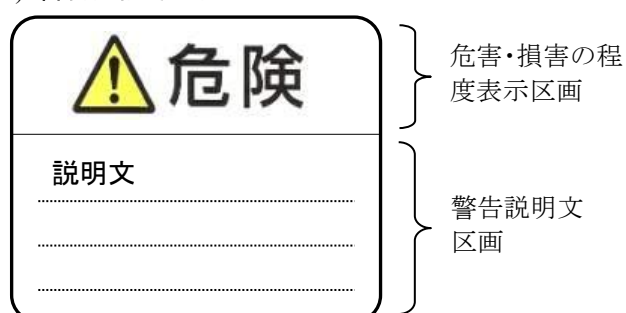 危険
危害・損害の程
度表示区画
説明文
警告説明文
区画